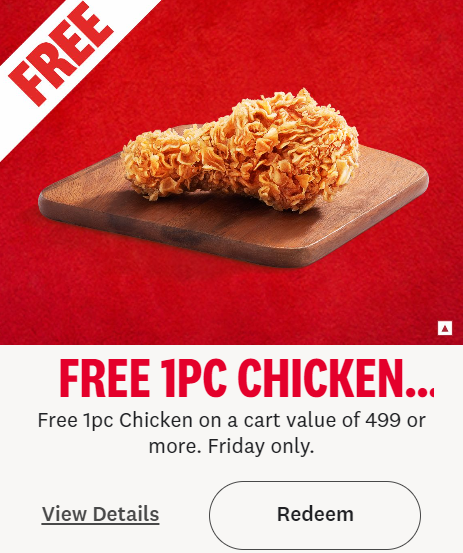 FREE
FREE 1PC CHICKEN...
Free 1pc Chicken on a cart value of 499 or
more. Friday only.
View Details
Redeem